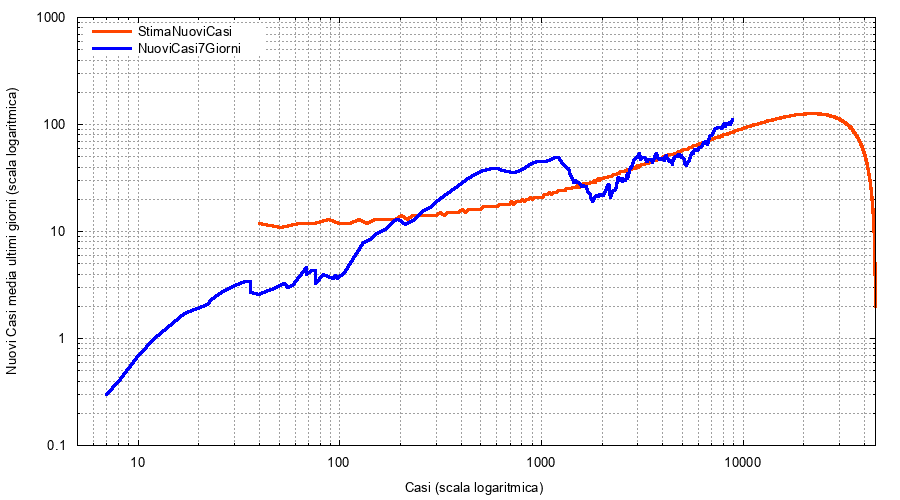 StimaNuoviCasi
NuoviCasi7Giorni
Nuovi Casi media ultimi giorni (scala logaritmica)
1000
100
10
1
0.1
10
100
1000
10000
Casi (scala logaritmica)